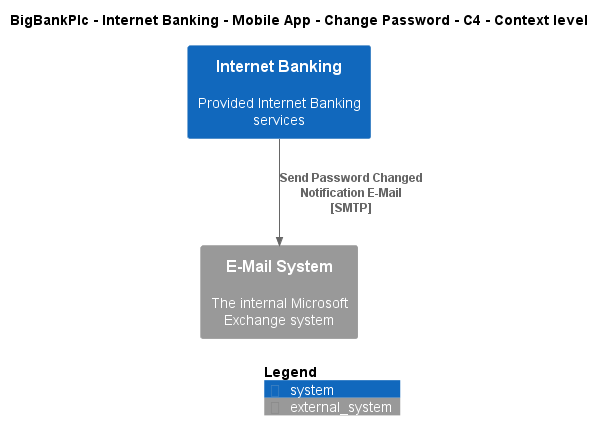 BigBankPlc - Internet Banking - Mobile App - Change Password - C4 - Context level
Internet Banking
Provided Internet Banking
services
Send Password Changed
Notification E-Mail
[SMTP]
E-Mail System
The internal Microsoft
Exchange system
Legend
system
external_system